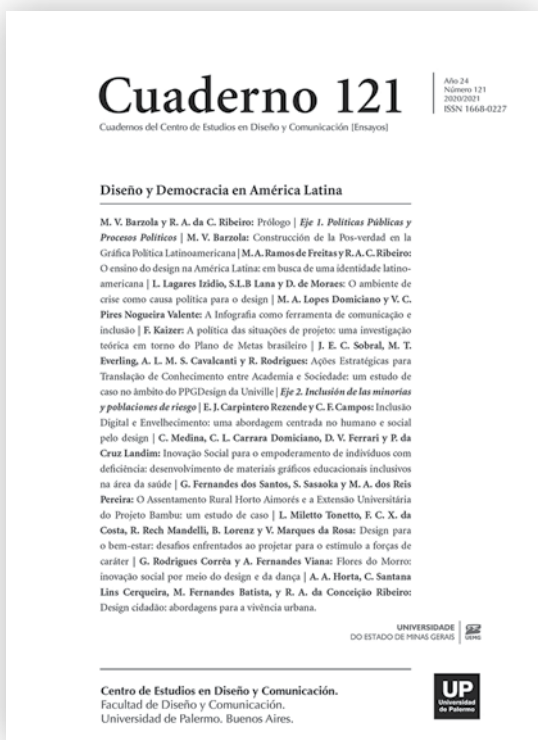 Cuaderno 121
Cuadernos del Centro de Estudios en Diseño y Comunicación [Ensayos]
Año 24
Número 121
2020/2021
ISSN 1668-0227
Diseño y Democracia en América Latina
M. V. Barzola y R. A. da C. Ribeiro: Prólogo | Eje 1. Políticas Públicas y
Procesos Políticos | M. V. Barzola: Construcción de la Pos-verdad en la
Gráfica Política Latinoamericana | M. A. Ramos de Freitas y R. A. C. Ribeiro:
O ensino do design na América Latina: em busca de uma identidade latino-
americana | L. Lagares Izidio, S.L.B Lana y D. de Moraes: O ambiente de
crise como causa política para o design | M. A. Lopes Domiciano y V. C.
Pires Nogueira Valente: A Infografia como ferramenta de comunicação e
inclusão | F. Kaizer: A política das situações de projeto: uma investigação
teórica em torno do Plano de Metas brasileiro | J. E. C. Sobral, M. T.
Everling, A. L. M. S. Cavalcanti y R. Rodrigues: Ações Estratégicas para
Translação de Conhecimento entre Academia e Sociedade: um estudo de
caso no âmbito do PPGDesign da Univille | Eje 2. Inclusión de las minorías
y poblaciones de riesgo | E. J. Carpintero Rezende y C. F. Campos: Inclusão
Digital e Envelhecimento: uma abordagem centrada no humano e social
pelo design | C. Medina, C. L. Carrara Domiciano, D. V. Ferrari y P. da
Cruz Landim: Inovação Social para o empoderamento de indivíduos com
deficiência: desenvolvimento de materiais gráficos educacionais inclusivos
na área da saúde | G. Fernandes dos Santos, S. Sasaoka y M. A. dos Reis
Pereira: O Assentamento Rural Horto Aimorés e a Extensão Universitária
do Projeto Bambu: um estudo de caso | L. Miletto Tonetto, F. C. X. da
Costa, R. Rech Mandelli, B. Lorenz y V. Marques da Rosa: Design para
o bem-estar: desafios enfrentados ao projetar para o estímulo a forças de
caráter | G. Rodrigues Corrêa y A. Fernandes Viana: Flores do Morro:
inovação social por meio do design e da dança | A. A. Horta, C. Santana
Lins Cerqueira, M. Fernandes Batista, y R. A. da Conceição Ribeiro:
Design cidadão: abordagens para a vivência urbana.
UNIVERSIDADE
DO ESTADO DE MINAS GERAIS
UEMG
Centro de Estudios en Diseño y Comunicación.
Facultad de Diseño y Comunicación.
Universidad de Palermo. Buenos Aires.
UP
Universidad
de Palermo